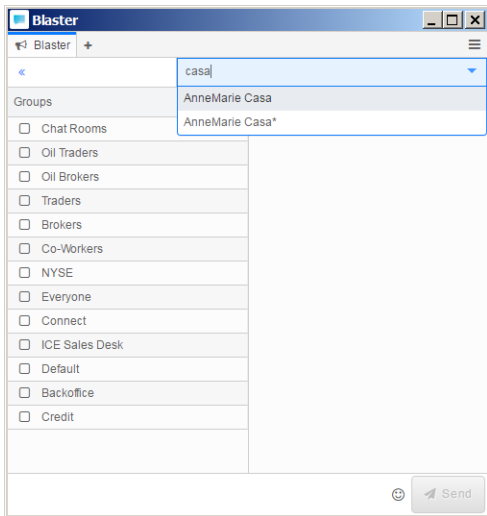 Blaster
Blaster +
« casa
Groups
AnneMarie Casa
AnneMarie Casa*
Chat Rooms
Oil Traders
Oil Brokers
Traders
Brokers
Co-Workers
NYSE
Everyone
Connect
ICE Sales Desk
Default
Backoffice
Credit
Send